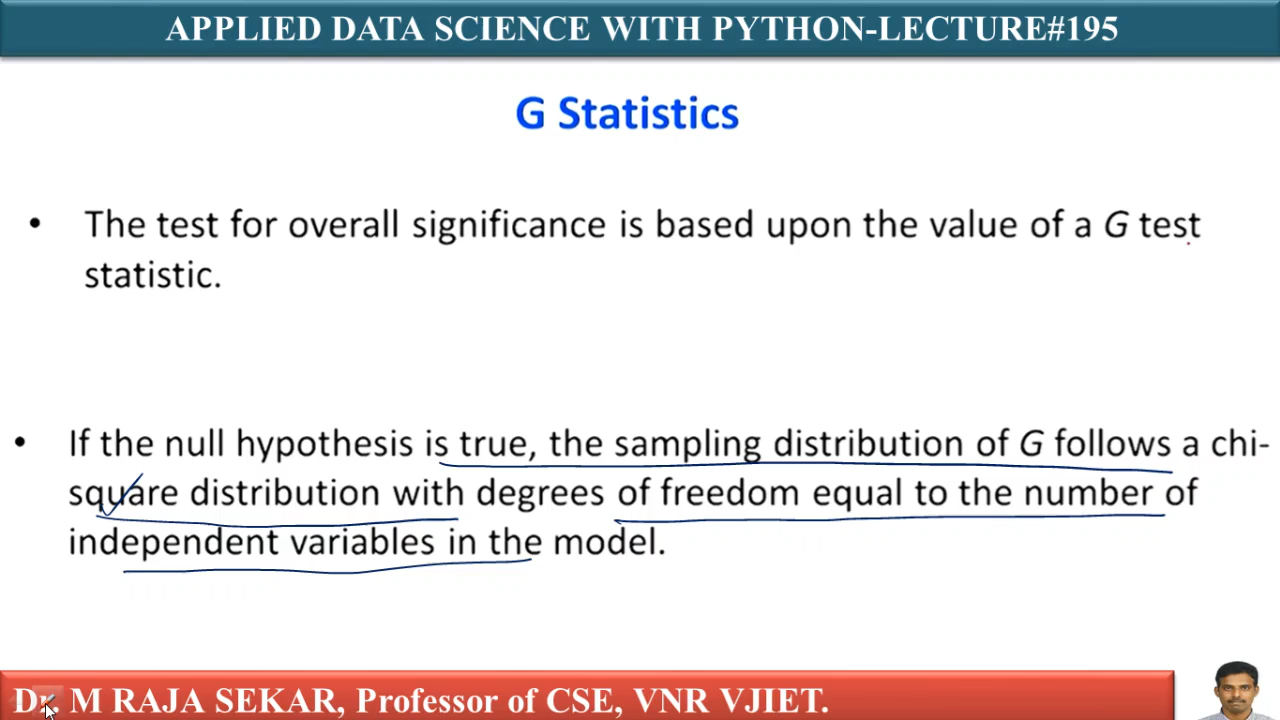 APPLIED DATA SCIENCE WITH PYTHON-LECTURE#195
G Statistics
• The test for overall significance is based upon the value of a G test
statistic.
• If the null hypothesis is true, the sampling distribution of G follows a chi-
square distribution with degrees of freedom equal to the number of
independent variables in the model.
Dr. M RAJA SEKAR, Professor of CSE, VNR VJIET.